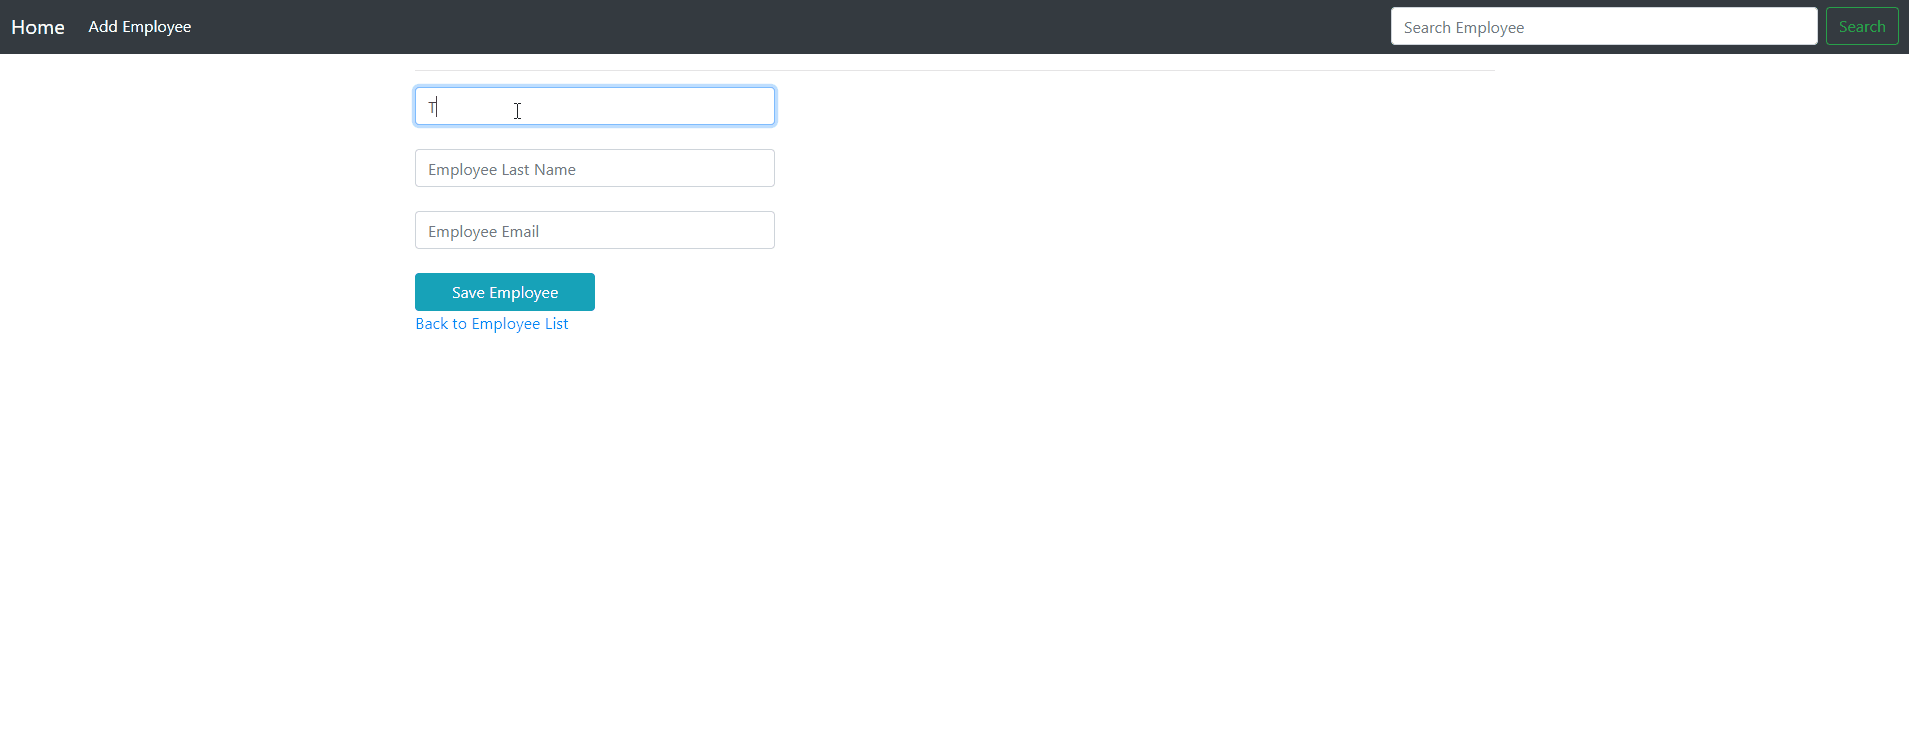 Home Add Employee Search Employee Search
T
Employee Last Name
Employee Email
Save Employee
Back to Employee List